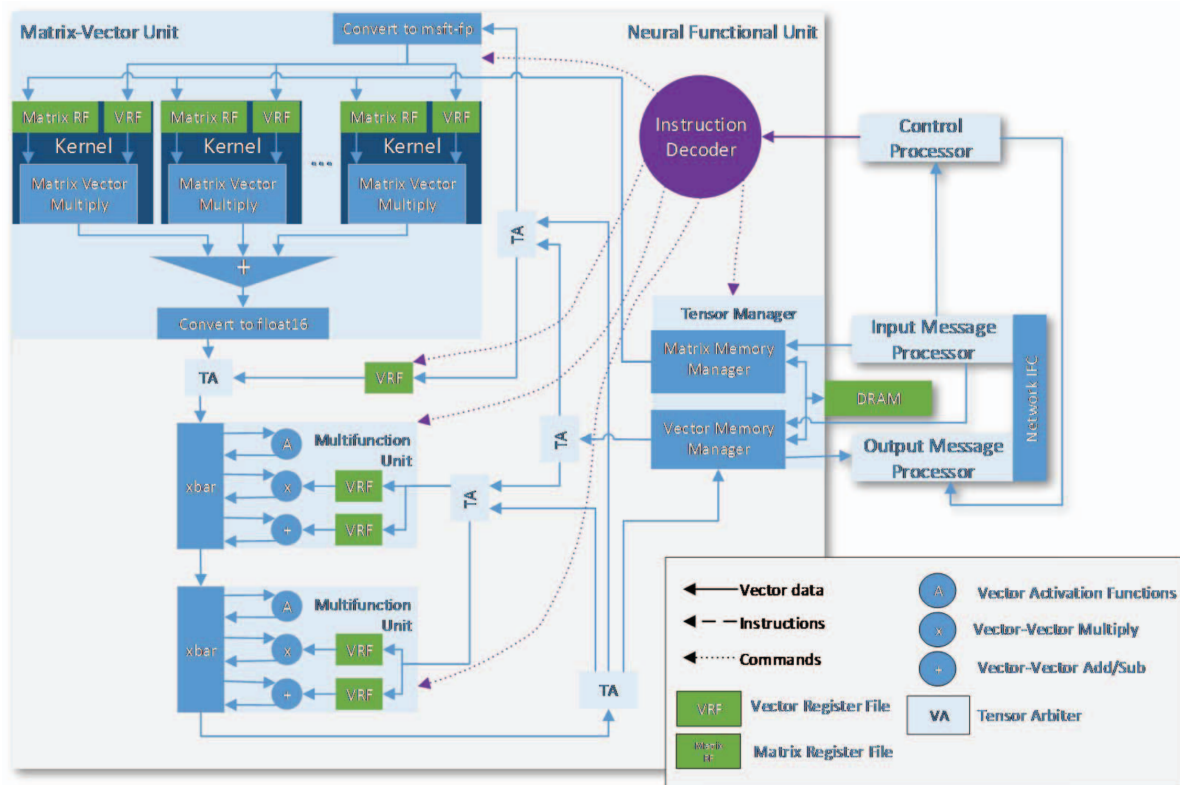 Matrix-Vector Unit
Convert to msft-fp
Neural Functional Unit
Matrix RF
VRF
Matrix RF
VRF
Matrix RF
VRF
Kernel
Kernel
Kernel
...
Matrix Vector
Multiply
Matrix Vector
Multiply
Matrix Vector
Multiply
+
Convert to float16
Instruction
Decoder
Control
Processor
TA
Tensor Manager
Matrix Memory
Manager
Vector Memory
Manager
Input Message
Processor
DRAM
Output Message
Processor
Network IFC
TA
VRF
TA
xbar
A
x
+
Multifunction
Unit
VRF
VRF
TA
xbar
A
x
+
Multifunction
Unit
VRF
VRF
TA
Vector data
Instructions
Commands
VRF
Vector Register File
Matrix
RF
Matrix Register File
A
Vector Activation Functions
x
Vector-Vector Multiply
+
Vector-Vector Add/Sub
VA
Tensor Arbiter